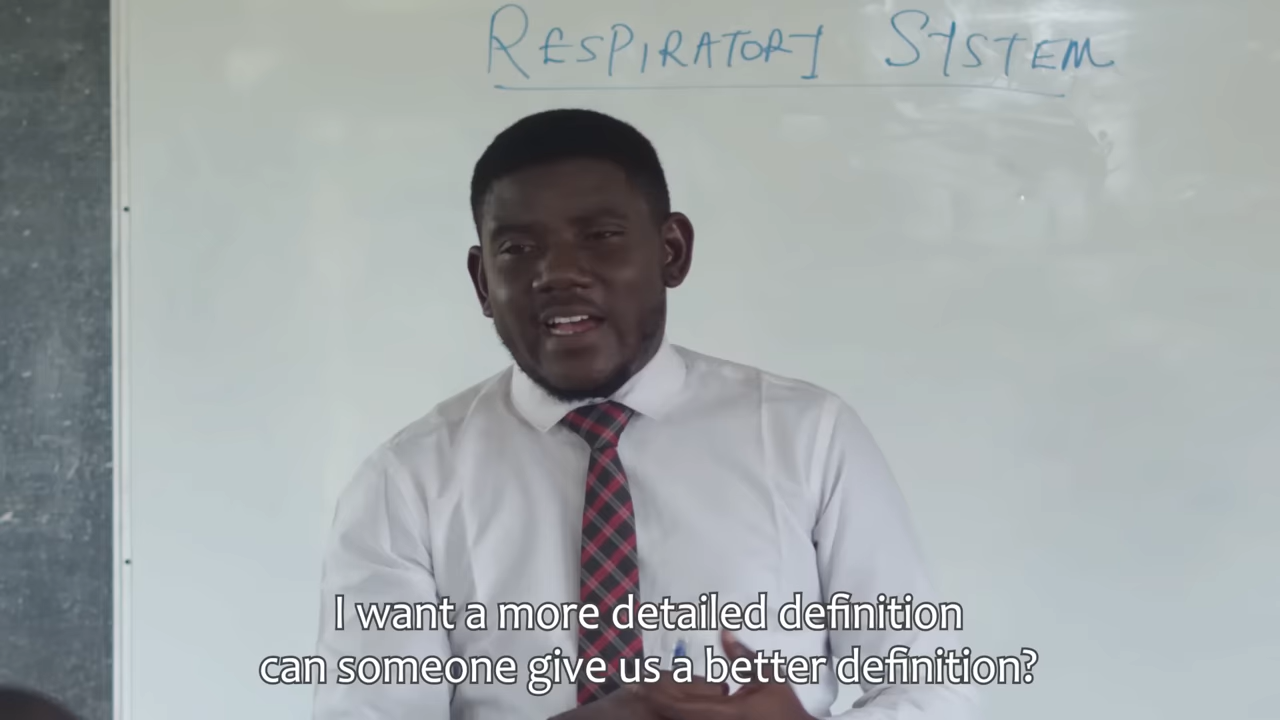 RESPIRATORY SYSTEM
I want a more detailed definition
can someone give us a better definition?